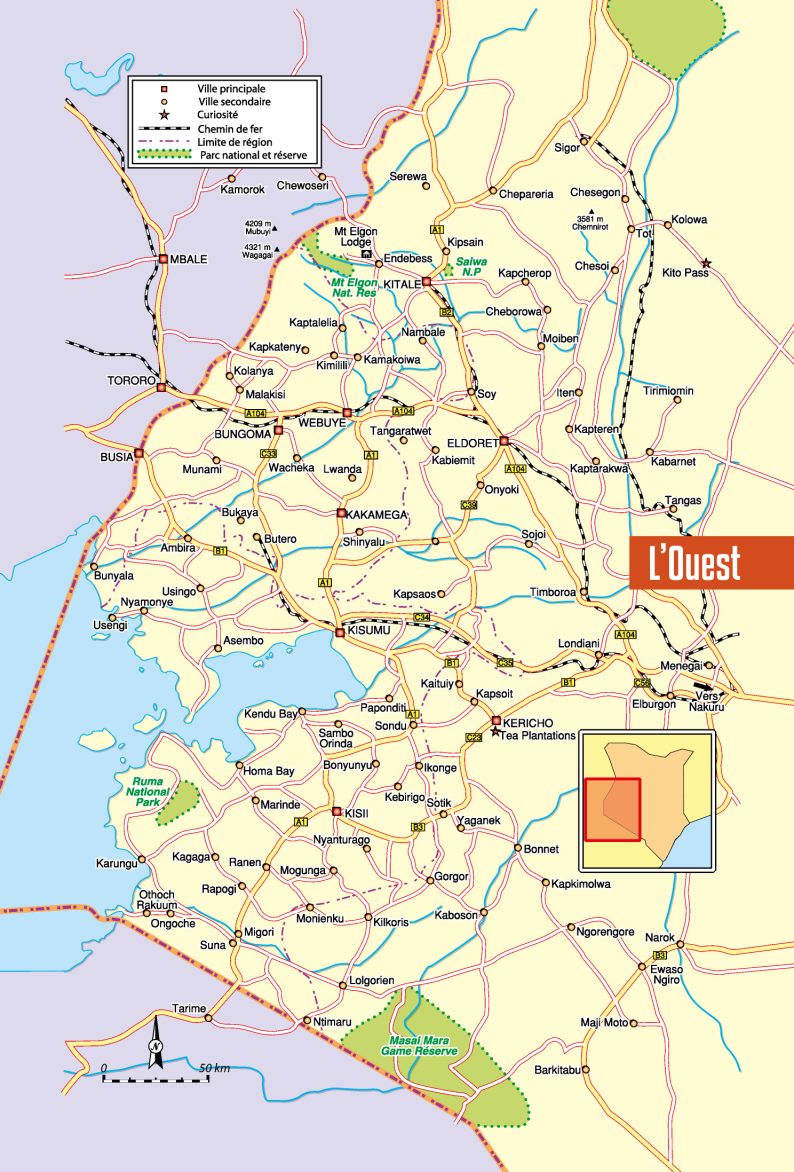 Ville principale
Ville secondaire
Curiosité
Chemin de fer
Limite de région
Parc national et réserve
Kamorok
Chewoseri
Serewa
Chepareria
Sigor
Chesegon
3581 m
Chemnirot
Tot
Kolowa
Kito Pass
4209 m
Mubuyi
4321 m
Wagagai
Mt Elgon
Lodge
A1
Kipsain
MBALE
Endebess
Saiwa
N.P
Chesoi
Mt Elgon
Nat. Res
KITALE
Kapcherop
B2
Cheborowa
Kaptalelia
Nambale
Moiben
Kapkateny
Kimilili
Kamakoiwa
Kolanya
TORORO
Malakisi
Soy
Iten
Tirimiomin
A104
A104
WEBUYE
BUNGOMA
Tangaratwet
ELDORET
Kapteren
BUSIA
C33
A1
Kabiemit
Munami
Wacheka
Lwanda
A104
Kaptarakwa
Kabarnet
Onyoki
C39
Tangas
Bukaya
KAKAMEGA
Ambira
Butero
Shinyalu
Sojoi
B1
L'Ouest
Bunyala
A1
Usingo
Kapsaos
Timboroa
Nyamonye
Usengi
C34
KISUMU
A104
Asembo
Londiani
B1
C35
Menegai
Kaituiy
B1
C56
Kapsoit
Elburgon
Vers
Nakuru
Paponditi
Kendu Bay
A1
Sondu
KERICHO
Tea Plantations
Sambo
Orinda
C23
Homa Bay
Bonyunyu
Ikonge
Ruma
National
Park
Kebirigo
Marinde
Sotik
KISII
A1
B3
Yaganek
Nyanturago
Bonnet
Karungu
Kagaga
Ranen
Mogunga
Gorgor
Kapkimolwa
Rapogi
Othoch
Rakuum
Monienku
Kilkoris
Kaboson
Ongoche
Migori
Ngorengore
Suna
Narok
B3
Ewaso
Ngiro
Lolgorien
Tarime
Ntimaru
Maji Moto
Masai Mara
Game Réserve
N
Barkitabu
0
50 km